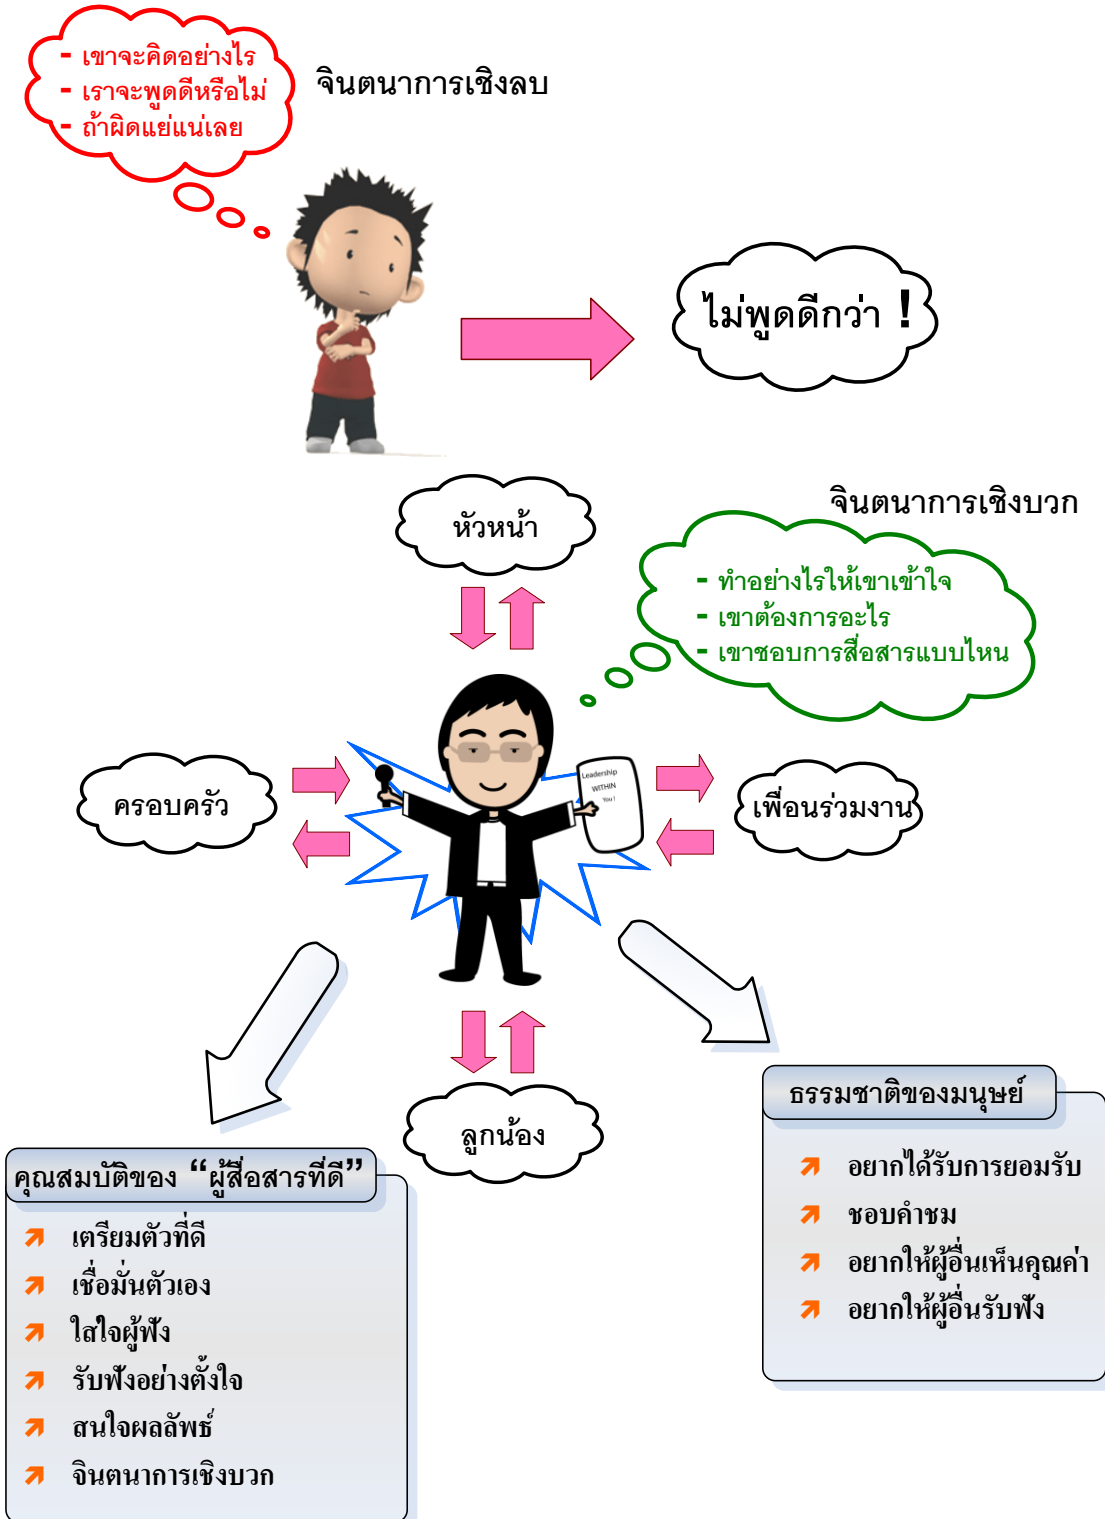 - เขาจะคิดอย่างไร
- เราจะพูดดีหรือไม่
- ถ้าผิดแย่แน่เลย
จินตนาการเชิงลบ
ไม่พูดดีกว่า !
หัวหน้า
จินตนาการเชิงบวก
- ทำอย่างไรให้เขาเข้าใจ
- เขาต้องการอะไร
- เขาชอบการสื่อสารแบบไหน
ครอบครัว
Leadership
WITHIN
You !
เพื่อนร่วมงาน
ลูกน้อง
ธรรมชาติของมนุษย์
อยากได้รับการยอมรับ
ชอบคำชม
อยากให้ผู้อื่นเห็นคุณค่า
อยากให้ผู้อื่นรับฟัง
คุณสมบัติของ “ผู้สื่อสารที่ดี”
เตรียมตัวที่ดี
เชื่อมั่นตัวเอง
ใส่ใจผู้ฟัง
รับฟังอย่างตั้งใจ
สนใจผลลัพธ์
จินตนาการเชิงบวก